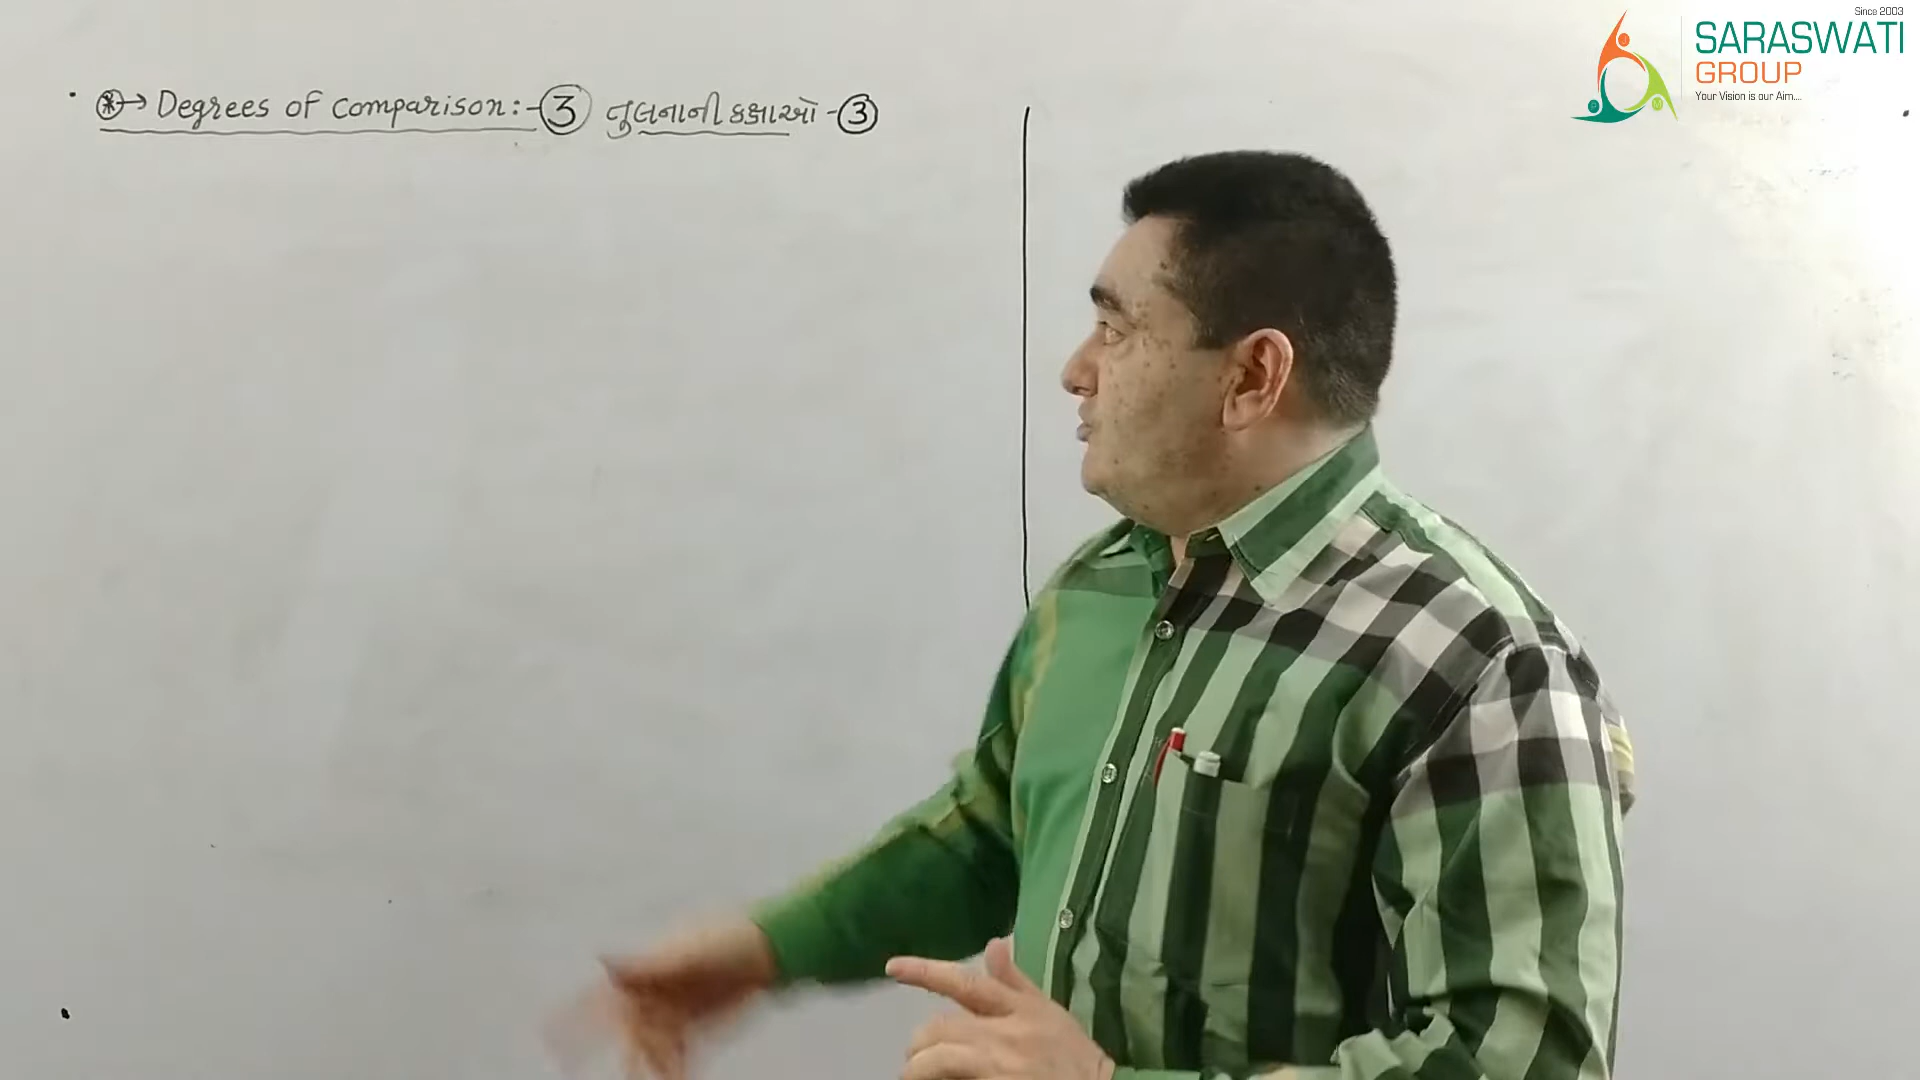 Since 2003
SARASWATI
GROUP
Your Vision is our Aim....
P M
* → Degrees of comparison:- 3 તુલનાની કક્ષાઓ - 3